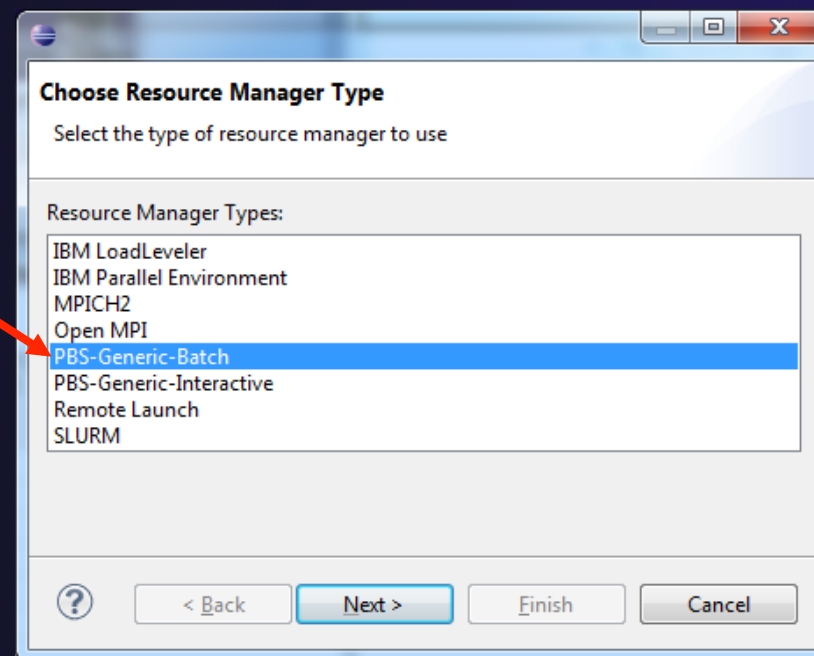 Choose Resource Manager Type
Select the type of resource manager to use
Resource Manager Types:
IBM LoadLeveler
IBM Parallel Environment
MPICH2
Open MPI
PBS-Generic-Batch
PBS-Generic-Interactive
Remote Launch
SLURM
? < Back Next > Finish Cancel